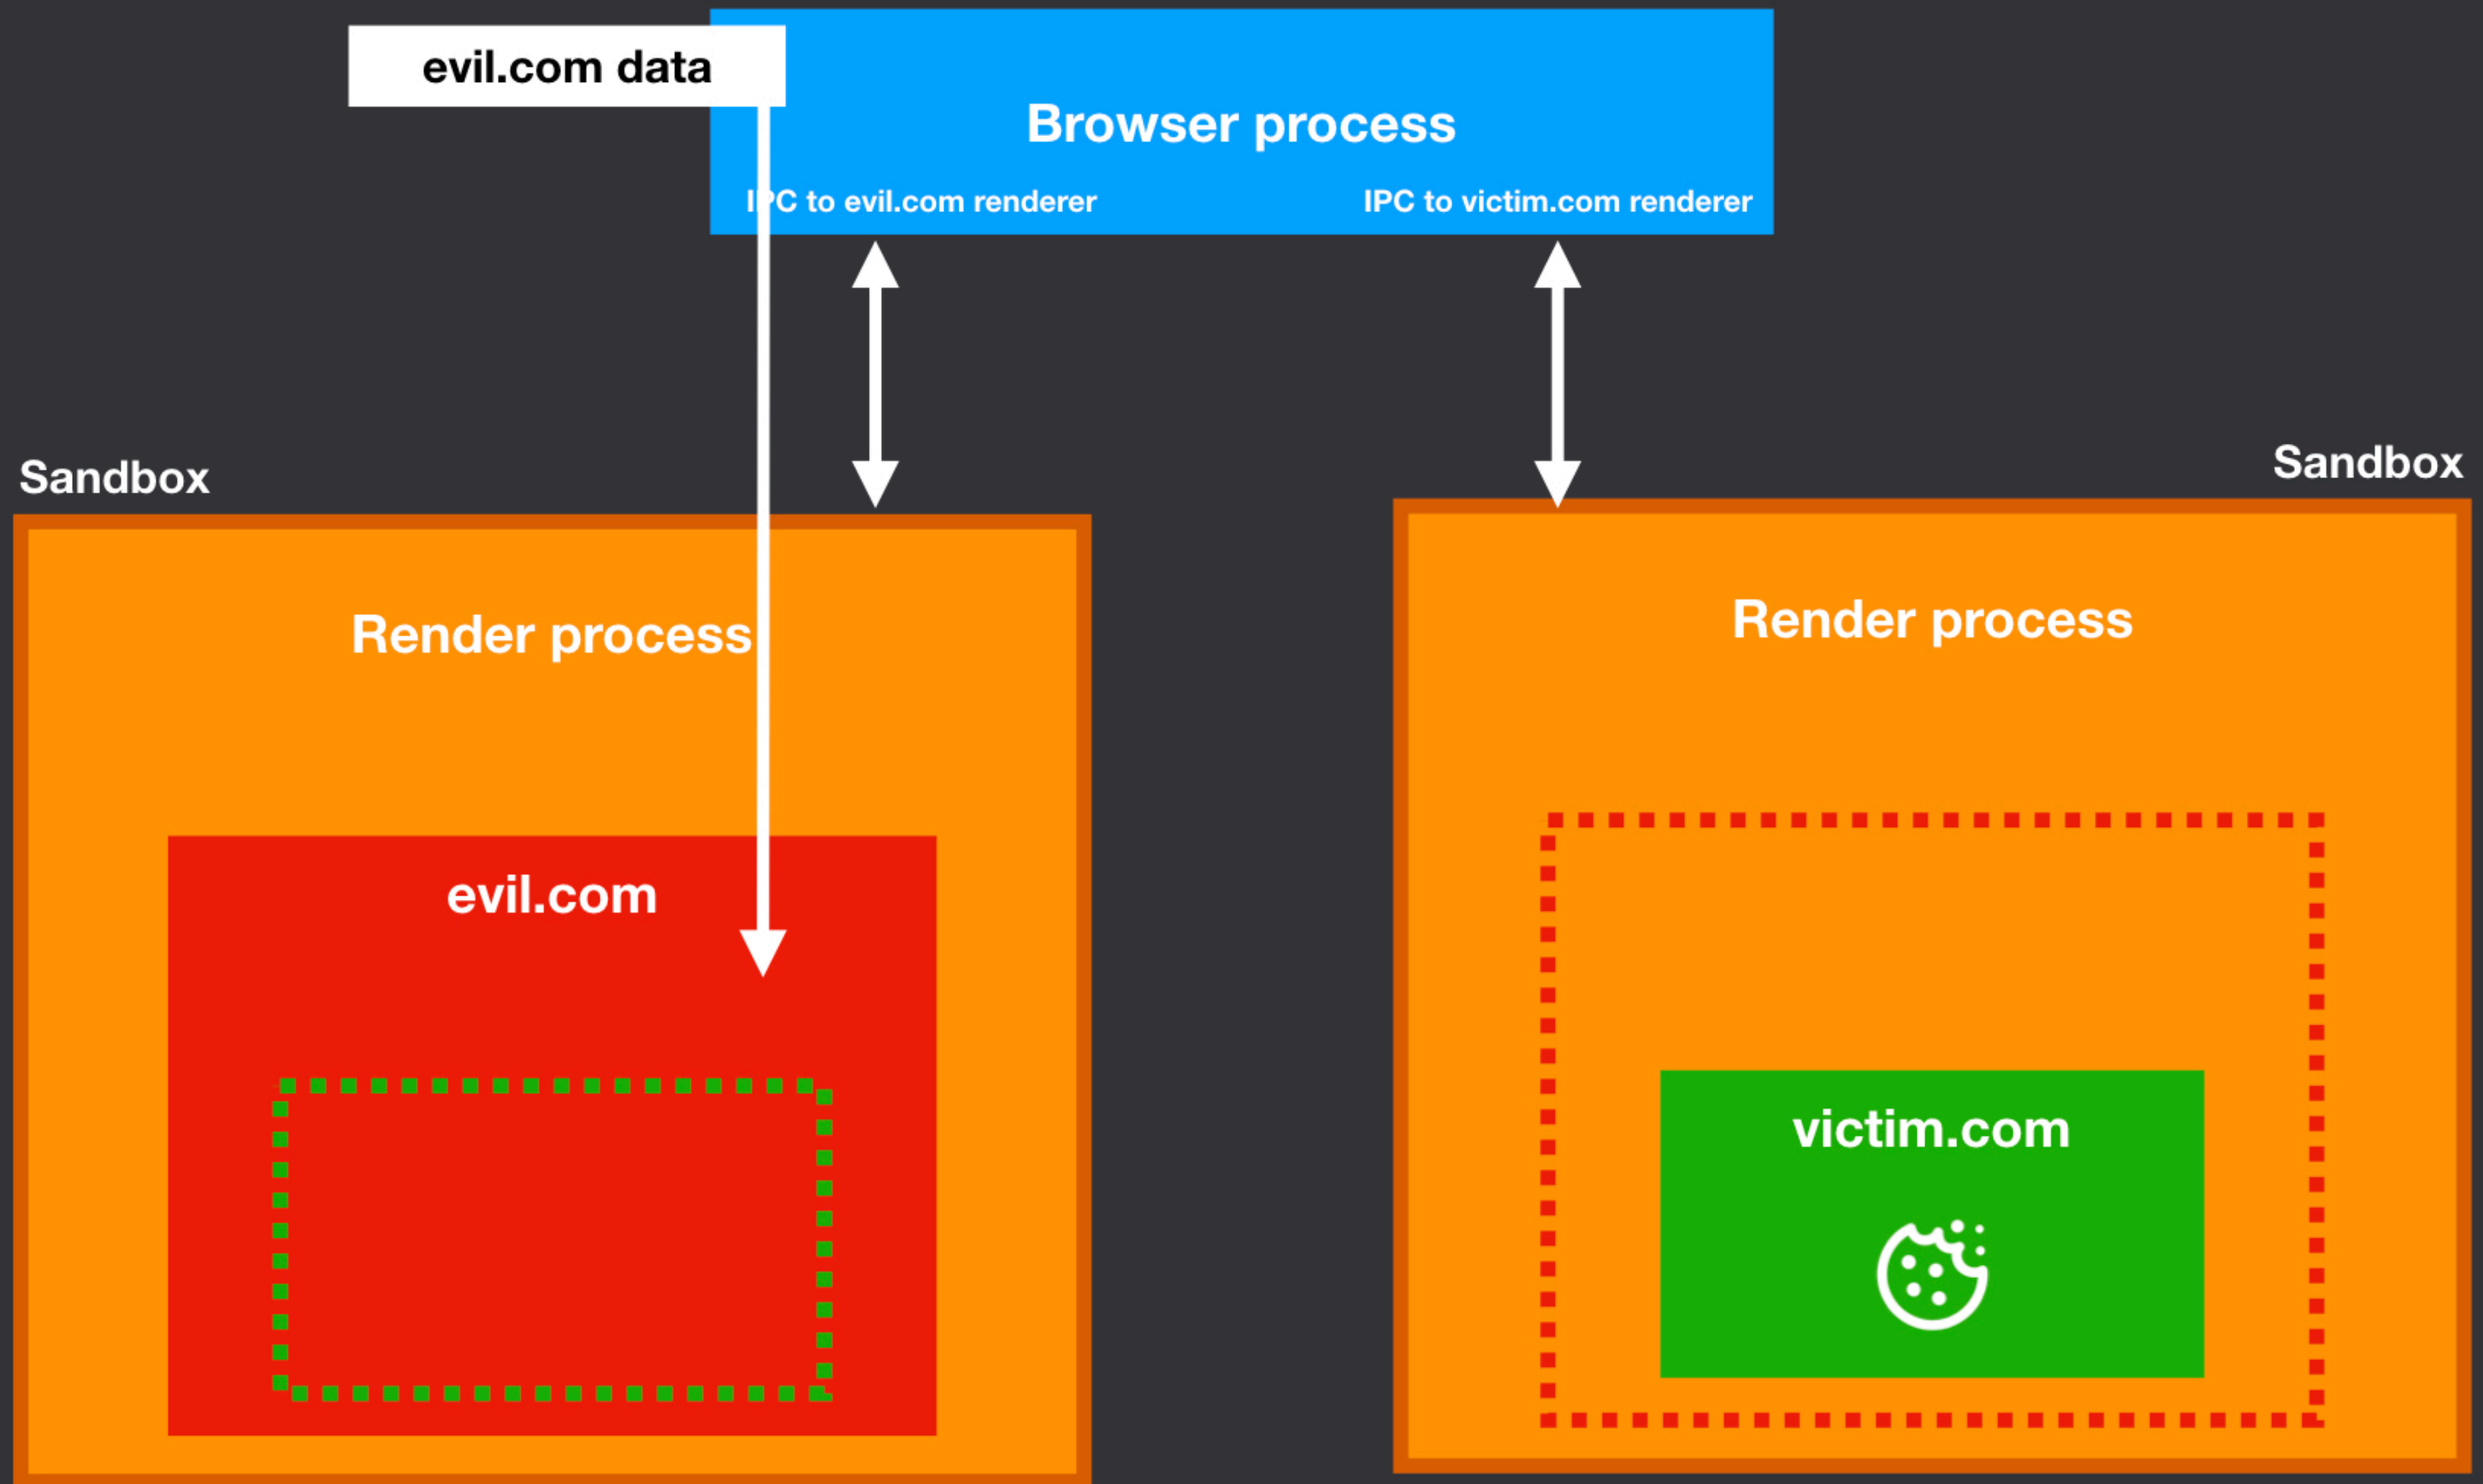 evil.com data
Browser process
IPC to evil.com renderer
IPC to victim.com renderer
Sandbox
Sandbox
Render process
Render process
evil.com
victim.com